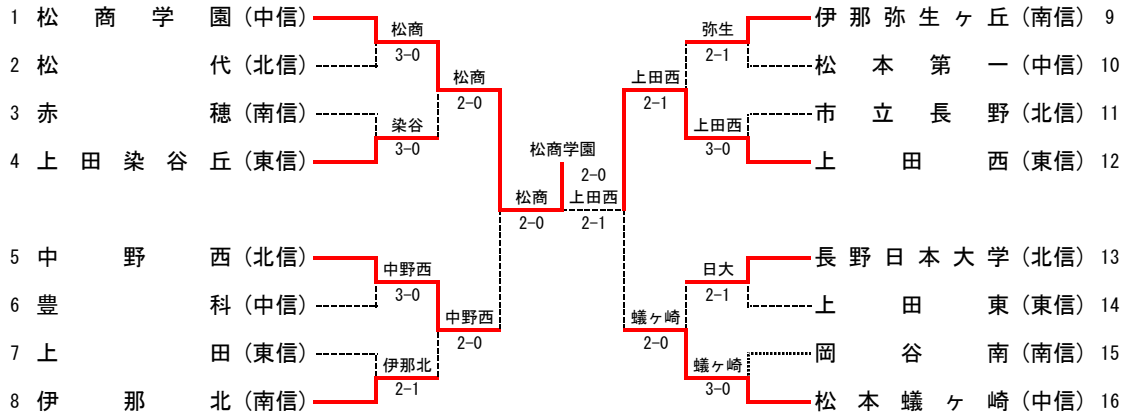 1 松商学園(中信)
2 松代(北信)
3 赤穂(南信)
4 上田染谷丘(東信)
5 中野西(北信)
6 豊科(中信)
7 上田(東信)
8 伊那北(南信)
松商
3-0
染谷
3-0
松商
2-0
中野西
3-0
伊那北
2-1
中野西
2-0
松商
2-0
松商学園
2-0
上田西
2-1
上田西
2-1
蟻ヶ崎
2-0
弥生
2-1
上田西
3-0
日大
2-1
蟻ヶ崎
3-0
伊那弥生ヶ丘(南信) 9
松本第一(中信) 10
市立長野(北信) 11
上田西(東信) 12
長野日本大学(北信) 13
上田東(東信) 14
岡谷南(南信) 15
松本蟻ヶ崎(中信) 16